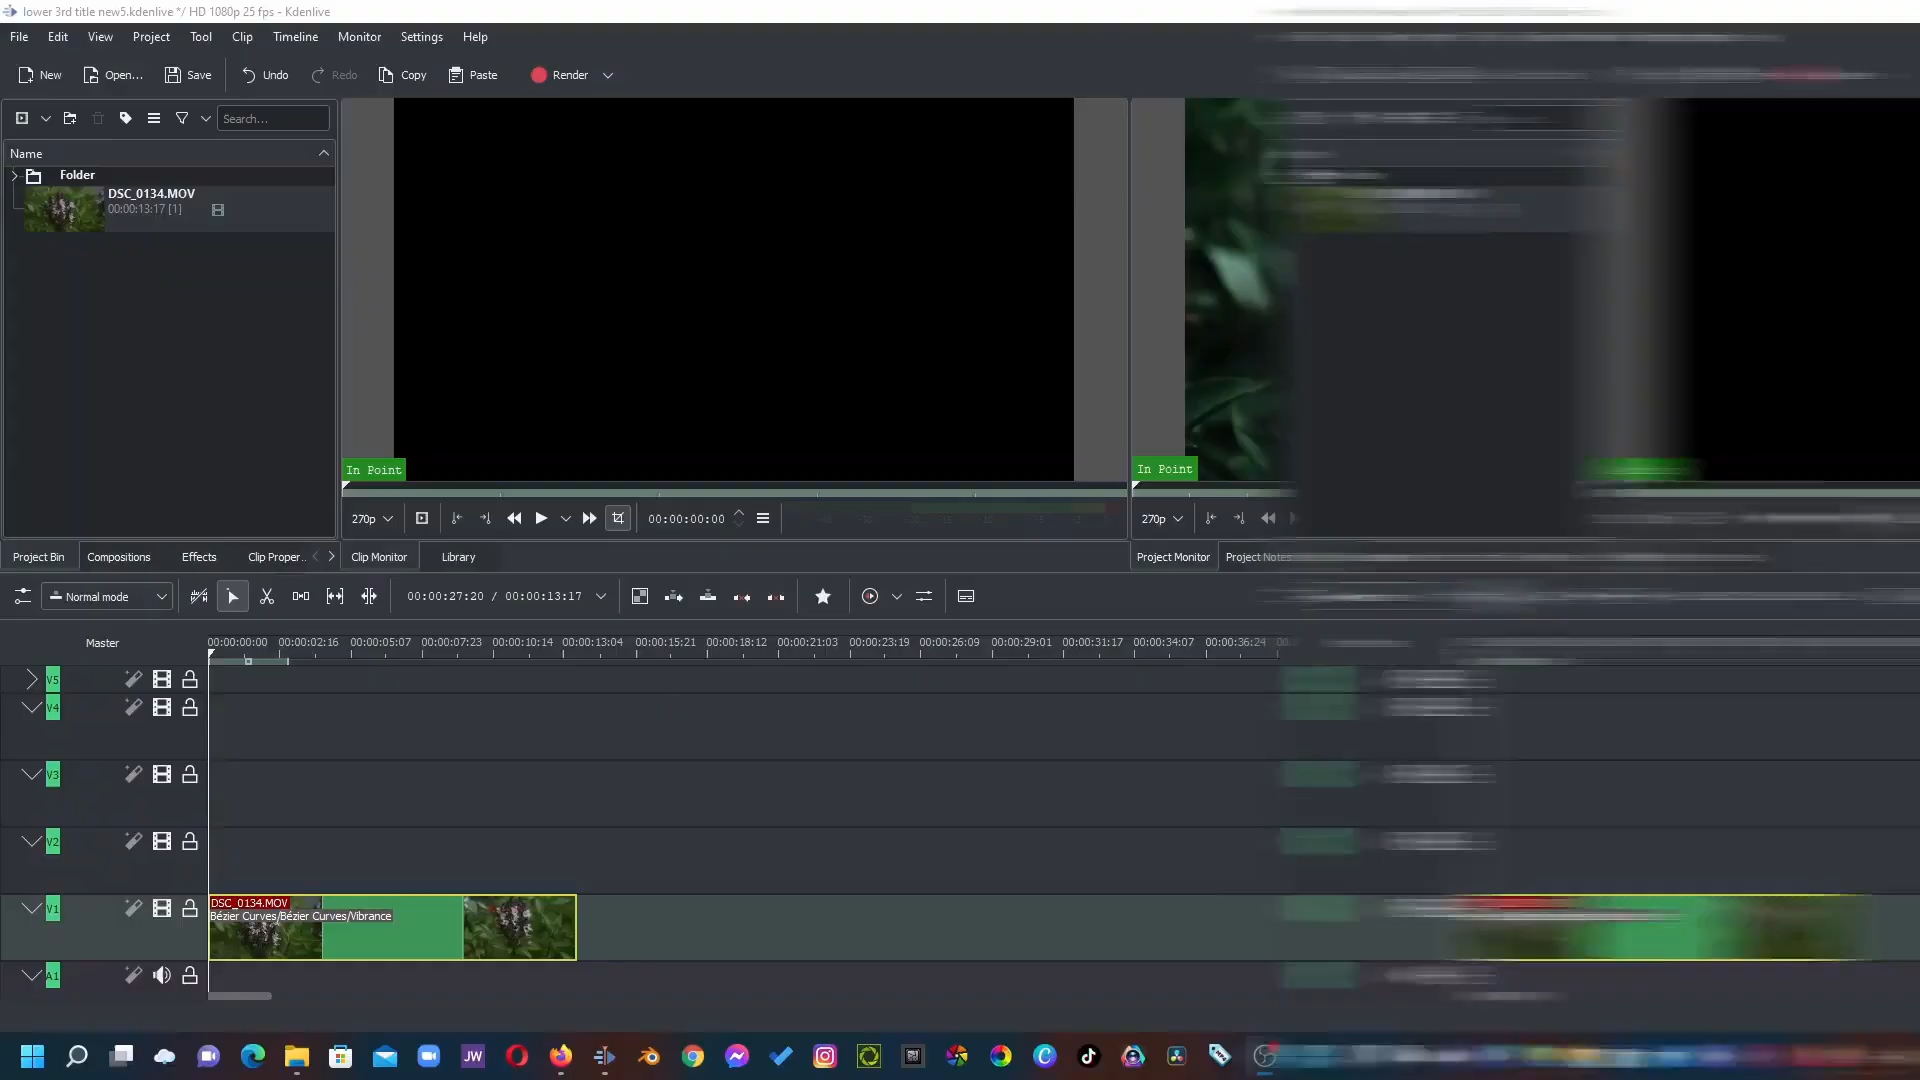 lower 3rd title new5.kdenlive */ HD 1080p 25 fps - Kdenlive
File Edit View Project Tool Clip Timeline Monitor Settings Help
New Open... Save Undo Redo Copy Paste Render
Search...
Name
Folder
DSC_0134.MOV
00:00:13:17 [1]
In Point
In Point
270p 00:00:00:00 270p
Project Bin Compositions Effects Clip Proper.. Clip Monitor Library Project Monitor Project Notes
Normal mode 00:00:27:20 / 00:00:13:17
Master 00:00:00:00 00:00:02:16 00:00:05:07 00:00:07:23 00:00:10:14 00:00:13:04 00:00:15:21 00:00:18:12 00:00:21:03 00:00:23:19 00:00:26:09 00:00:29:01 00:00:31:17 00:00:34:07 00:00:36:24
V5
V4
V3
V2
V1
DSC_0134.MOV
Bézier Curves/Bézier Curves/Vibrance
A1
JW